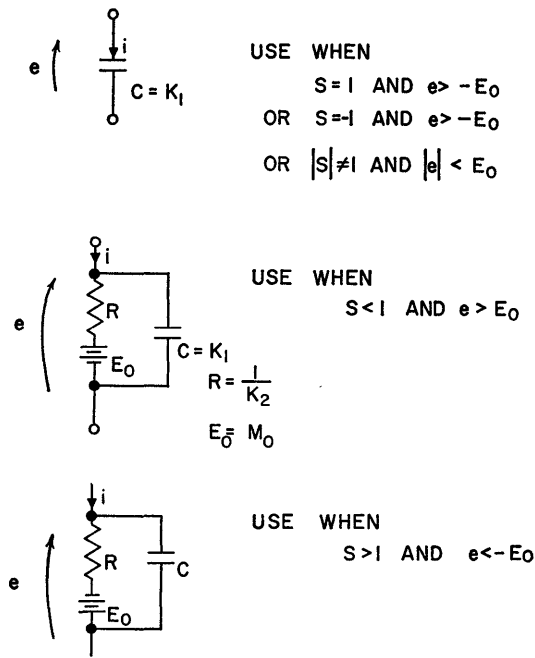 i
e
C = K₁
USE WHEN
S = 1 AND e > -E₀
OR S = -1 AND e > -E₀
OR |S| ≠ 1 AND |e| < E₀
i
e
R
E₀
C = K₁
R = 1/K₂
E₀ = M₀
USE WHEN
S < 1 AND e > E₀
i
e
R
C
E₀
USE WHEN
S > 1 AND e < -E₀